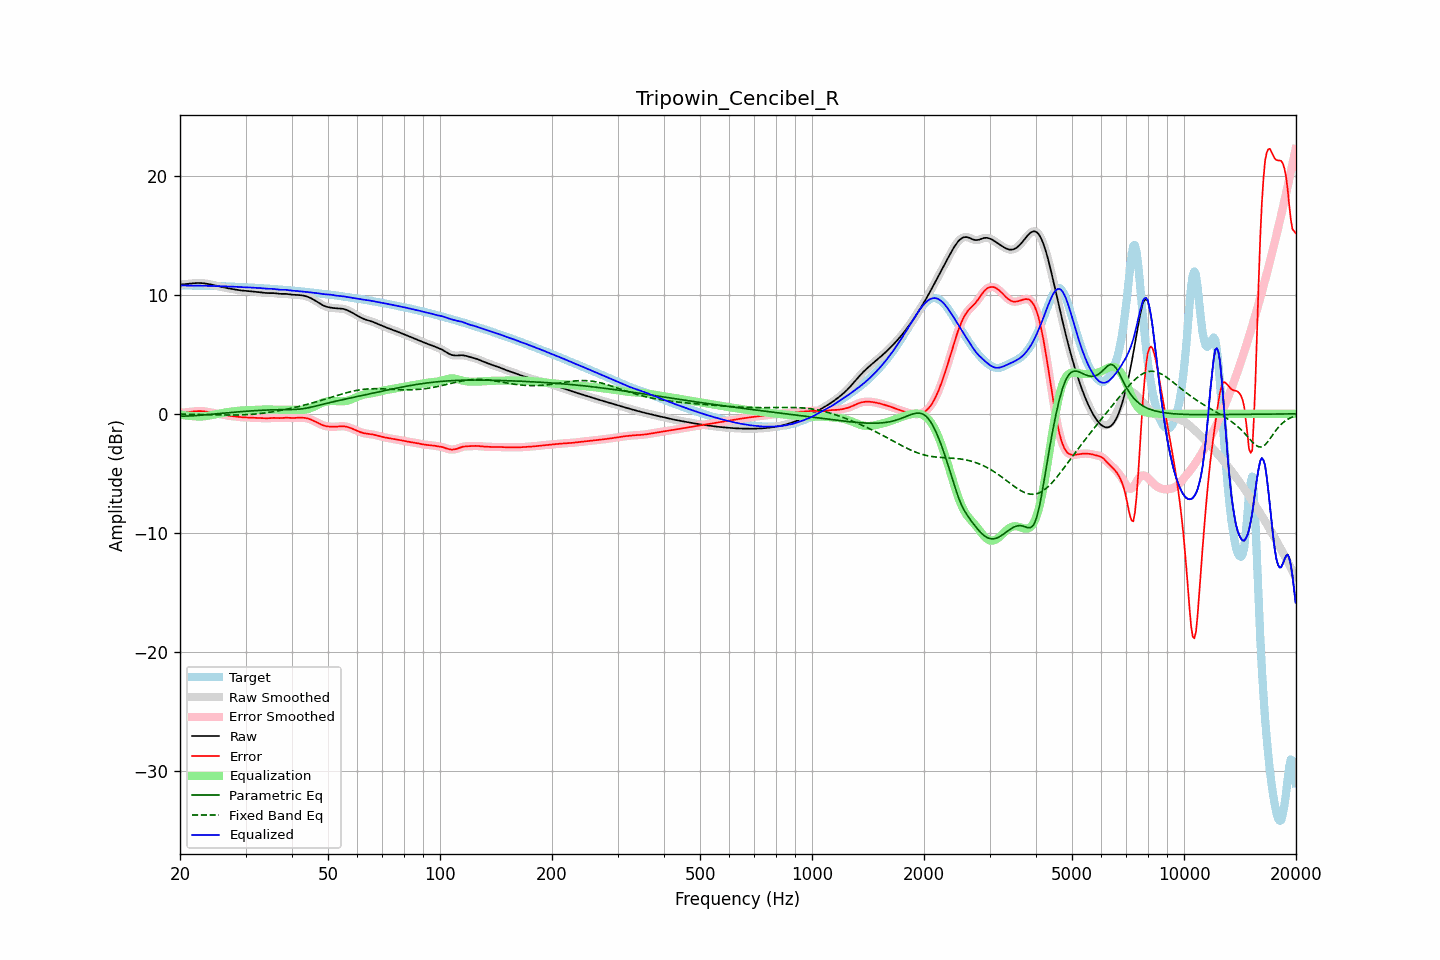 Tripowin_Cencibel_R
Amplitude (dBr)
20
10
0
−10
−20
−30
Target
Raw Smoothed
Error Smoothed
Raw
Error
Equalization
Parametric Eq
Fixed Band Eq
Equalized
20 50 100 200 500 1000 2000 5000 10000 20000
Frequency (Hz)